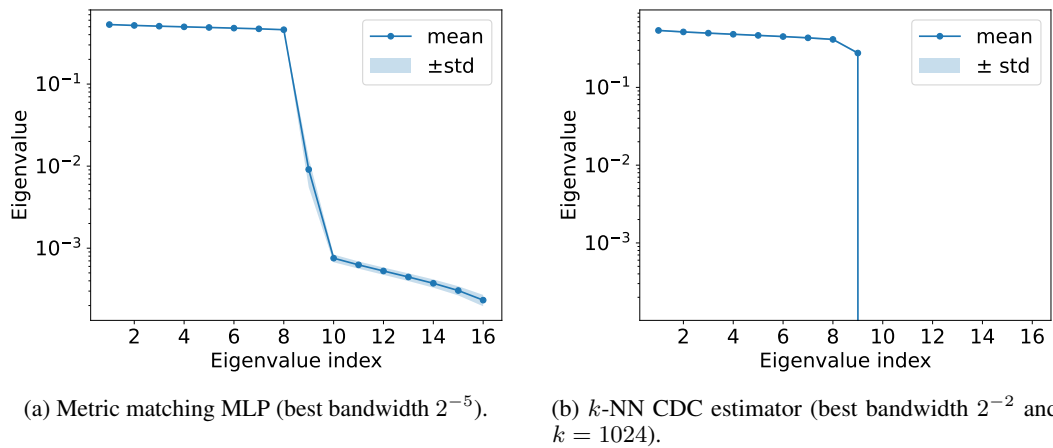 mean
±std
Eigenvalue
10⁻¹
10⁻²
10⁻³
2 4 6 8 10 12 14 16
Eigenvalue index
(a) Metric matching MLP (best bandwidth 2⁻⁵).
mean
± std
Eigenvalue
10⁻¹
10⁻²
10⁻³
2 4 6 8 10 12 14 16
Eigenvalue index
(b) k-NN CDC estimator (best bandwidth 2⁻² and
k = 1024).